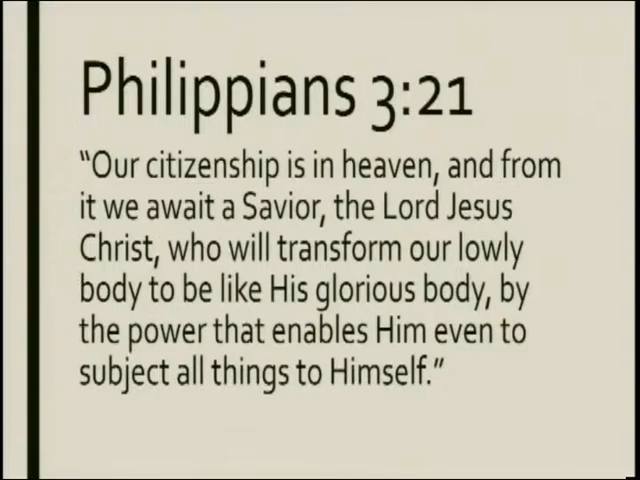 Philippians 3:21
“Our citizenship is in heaven, and from
it we await a Savior, the Lord Jesus
Christ, who will transform our lowly
body to be like His glorious body, by
the power that enables Him even to
subject all things to Himself.”